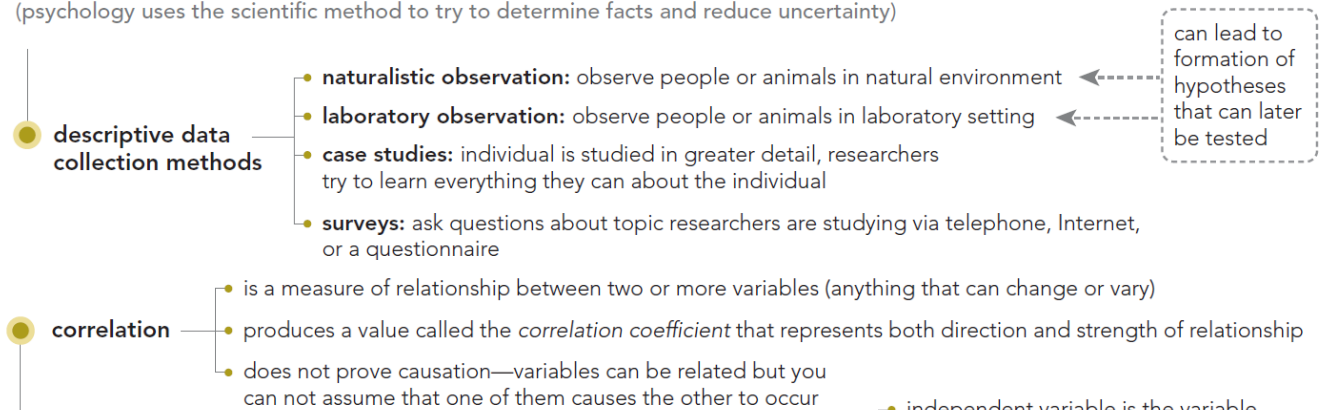 (psychology uses the scientific method to try to determine facts and reduce uncertainty)
can lead to
formation of
hypotheses
that can later
be tested
descriptive data
collection methods
naturalistic observation: observe people or animals in natural environment
laboratory observation: observe people or animals in laboratory setting
case studies: individual is studied in greater detail, researchers
try to learn everything they can about the individual
surveys: ask questions about topic researchers are studying via telephone, Internet,
or a questionnaire
correlation
is a measure of relationship between two or more variables (anything that can change or vary)
produces a value called the correlation coefficient that represents both direction and strength of relationship
does not prove causation—variables can be related but you
can not assume that one of them causes the other to occur
independent variable is the variable